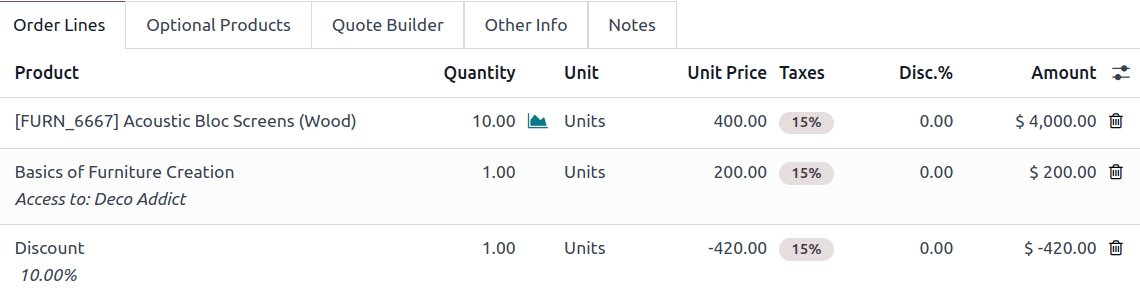 Order Lines Optional Products Quote Builder Other Info Notes
Product Quantity Unit Unit Price Taxes Disc.% Amount
[FURN_6667] Acoustic Bloc Screens (Wood) 10.00 Units 400.00 15% 0.00 $ 4,000.00
Basics of Furniture Creation 1.00 Units 200.00 15% 0.00 $ 200.00
Access to: Deco Addict
Discount 1.00 Units -420.00 15% 0.00 $ -420.00
10.00%